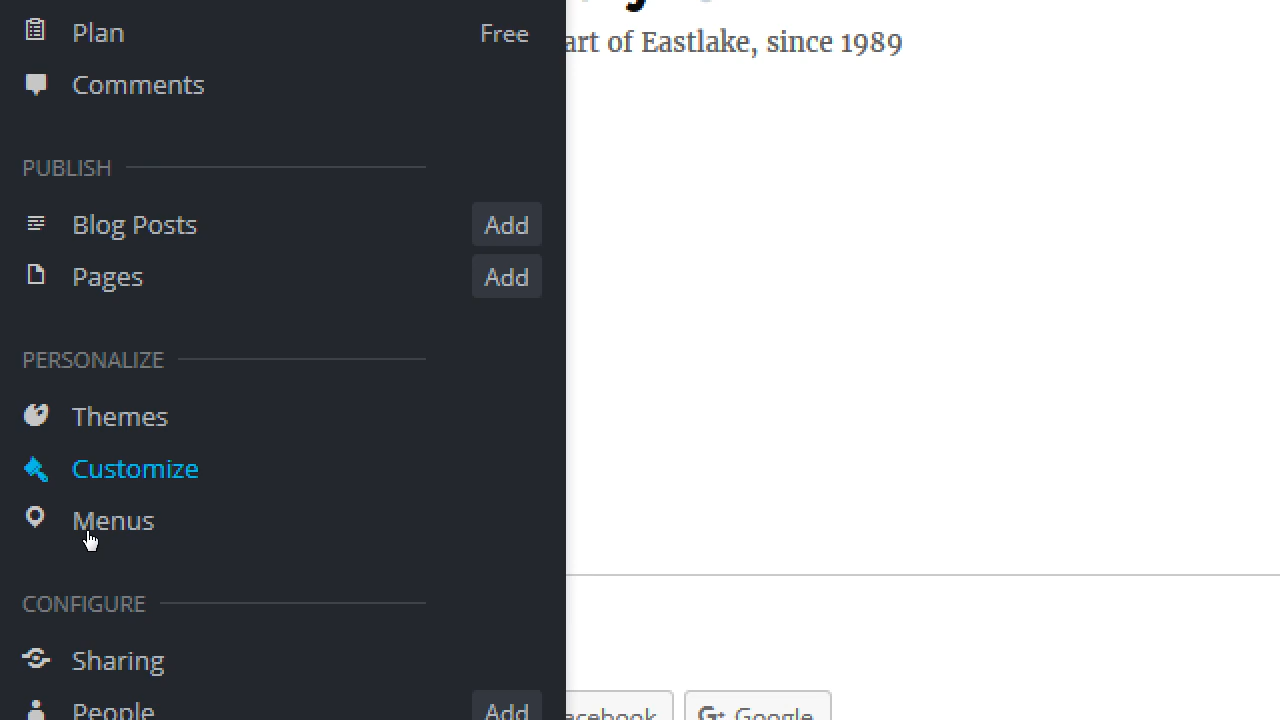 Plan Free
art of Eastlake, since 1989
Comments
PUBLISH
Blog Posts Add
Pages Add
PERSONALIZE
Themes
Customize
Menus
CONFIGURE
Sharing
People Add
acebook
G+ Google